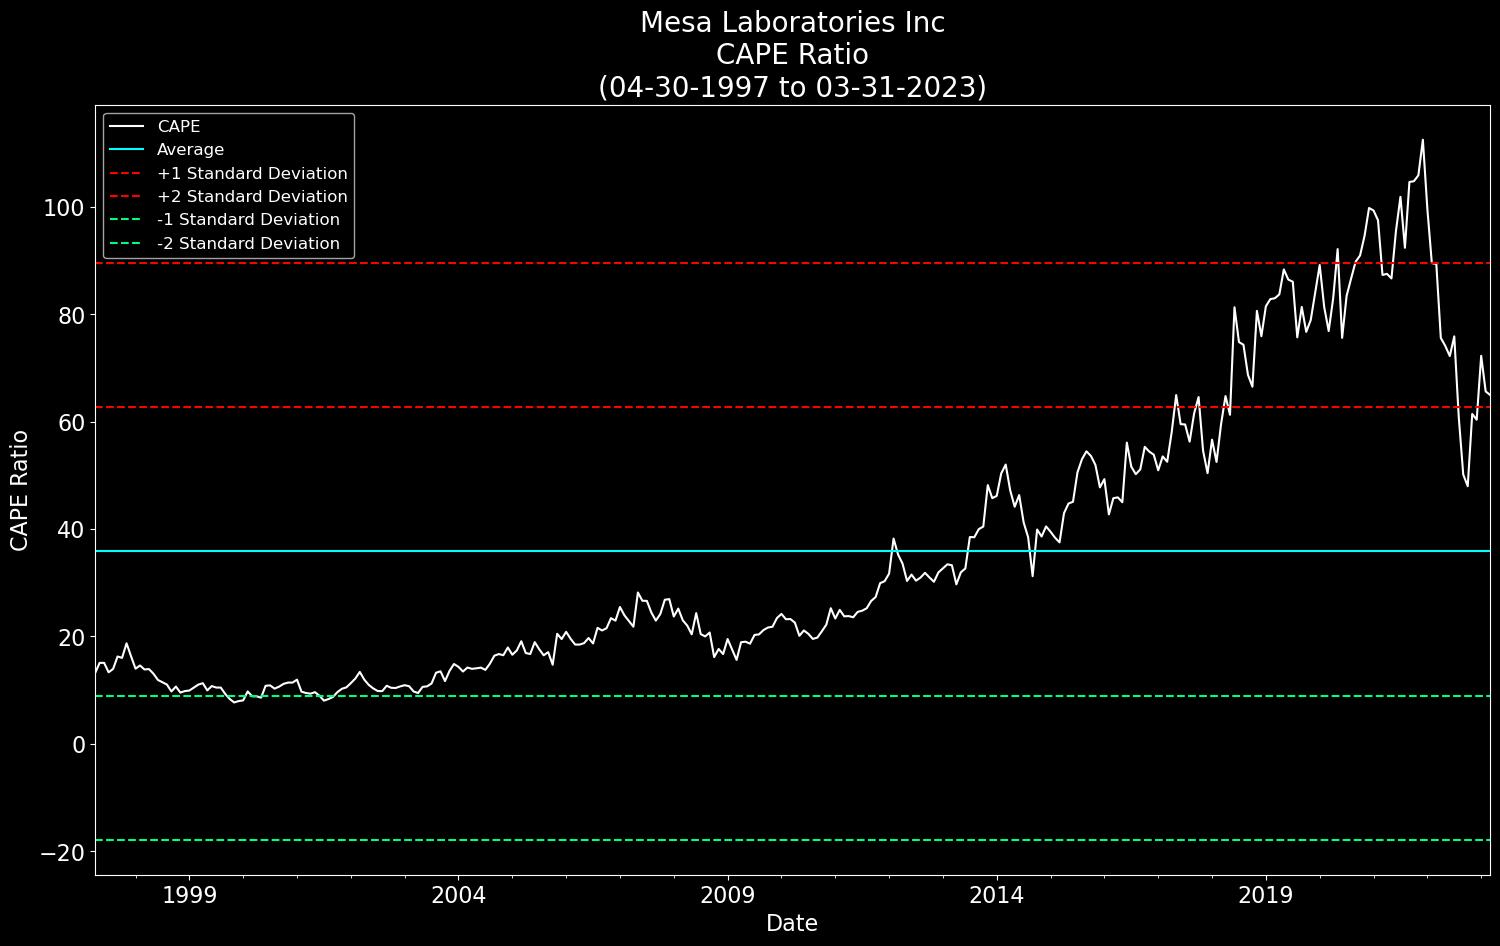 Mesa Laboratories Inc
CAPE Ratio
(04-30-1997 to 03-31-2023)
CAPE
Average
+1 Standard Deviation
+2 Standard Deviation
-1 Standard Deviation
-2 Standard Deviation
CAPE Ratio
100
80
60
40
20
0
−20
1999
2004
2009
2014
2019
Date